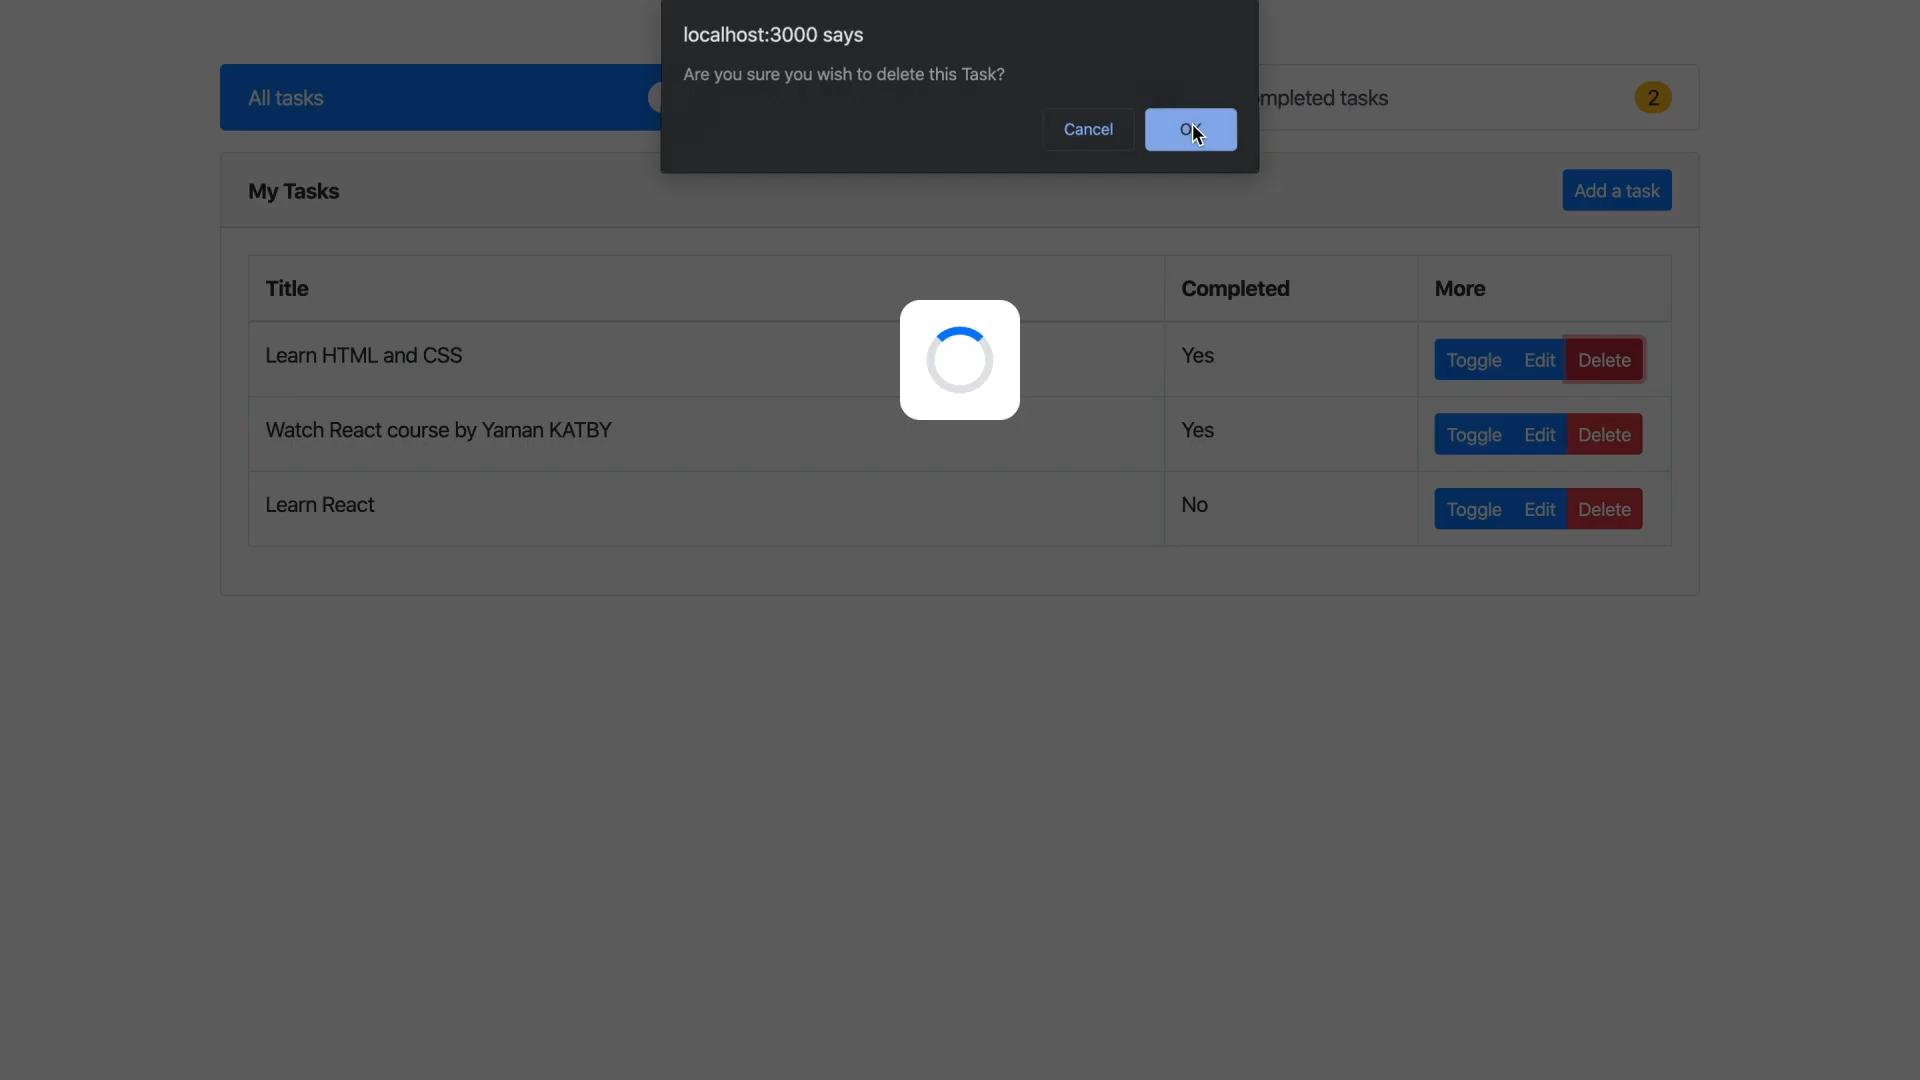 localhost:3000 says
Are you sure you wish to delete this Task?
Cancel
All tasks
tasks
2
My Tasks
Add a task
Title Completed More
Learn HTML and CSS Yes Toggle Edit Delete
Watch React course by Yaman KATBY Yes Toggle Edit Delete
Learn React No Toggle Edit Delete